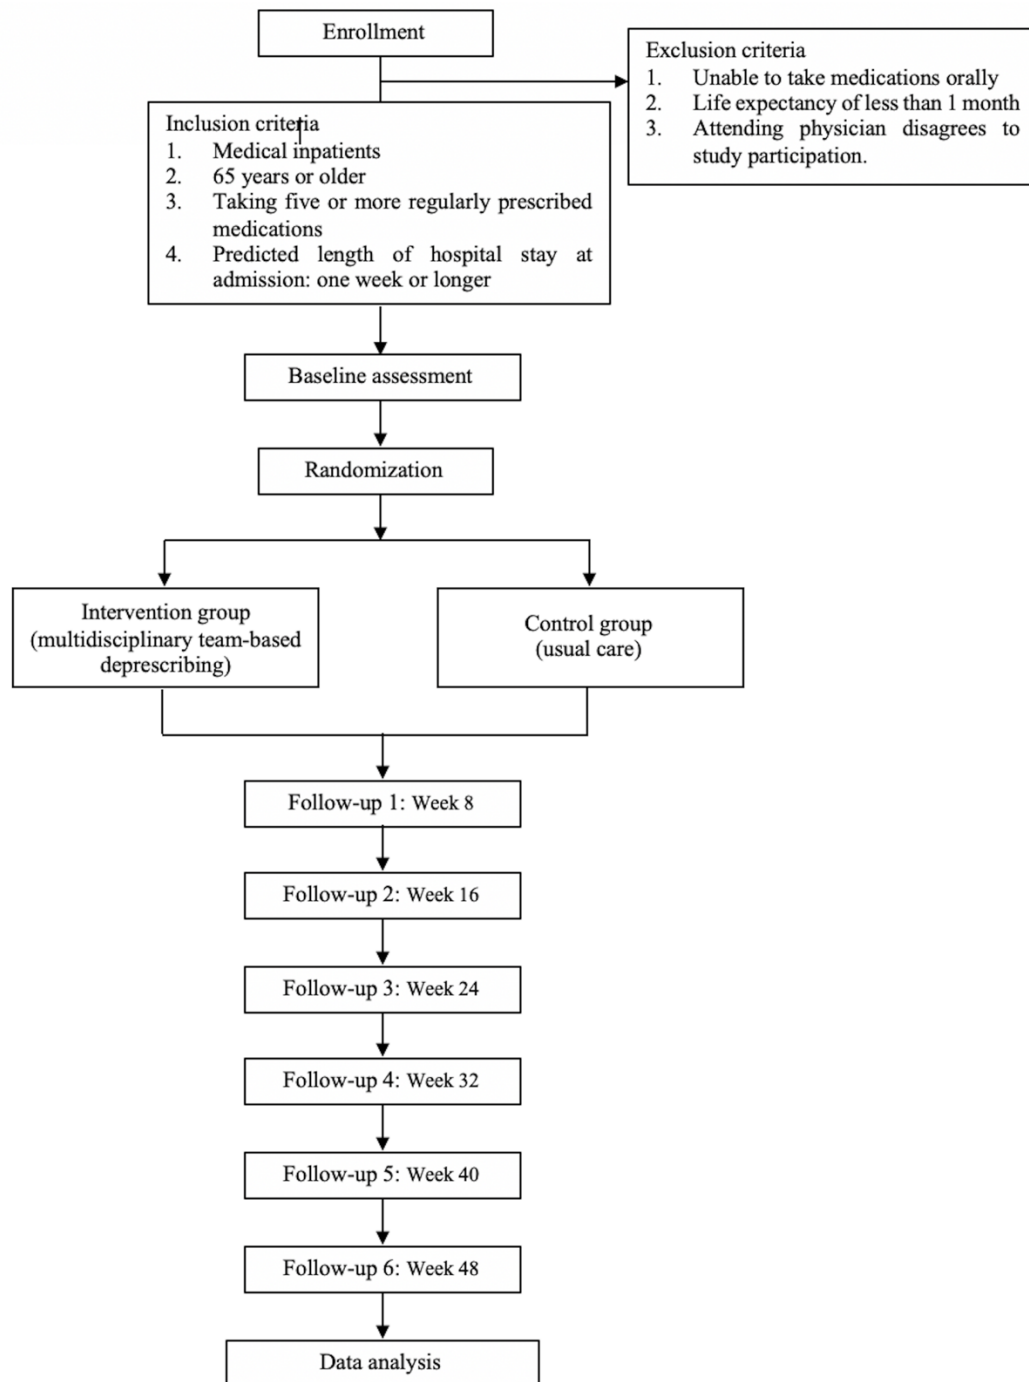 Enrollment
Exclusion criteria
1. Unable to take medications orally
2. Life expectancy of less than 1 month
3. Attending physician disagrees to
study participation.
Inclusion criteria
1. Medical inpatients
2. 65 years or older
3. Taking five or more regularly prescribed
medications
4. Predicted length of hospital stay at
admission: one week or longer
Baseline assessment
Randomization
Intervention group
(multidisciplinary team-based
deprescribing)
Control group
(usual care)
Follow-up 1: Week 8
Follow-up 2: Week 16
Follow-up 3: Week 24
Follow-up 4: Week 32
Follow-up 5: Week 40
Follow-up 6: Week 48
Data analysis